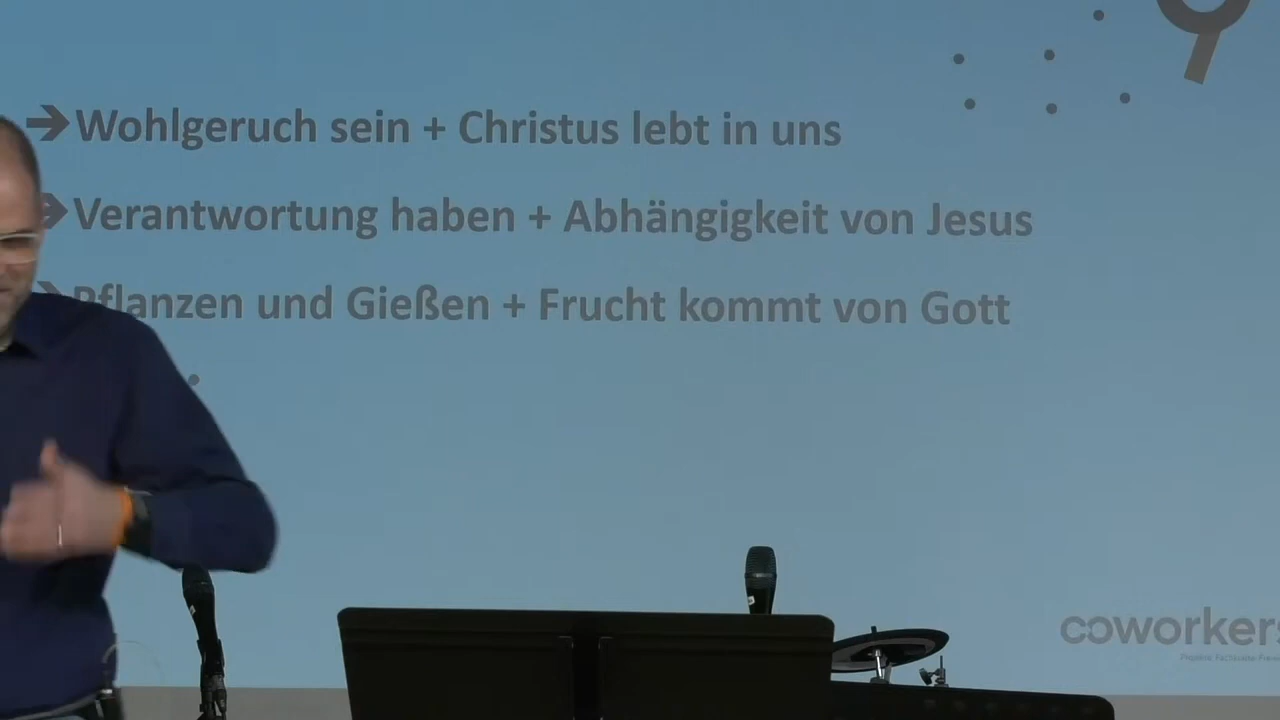 Wohlgeruch sein + Christus lebt in uns
Verantwortung haben + Abhängigkeit von Jesus
Pflanzen und Gießen + Frucht kommt von Gott
coworkers